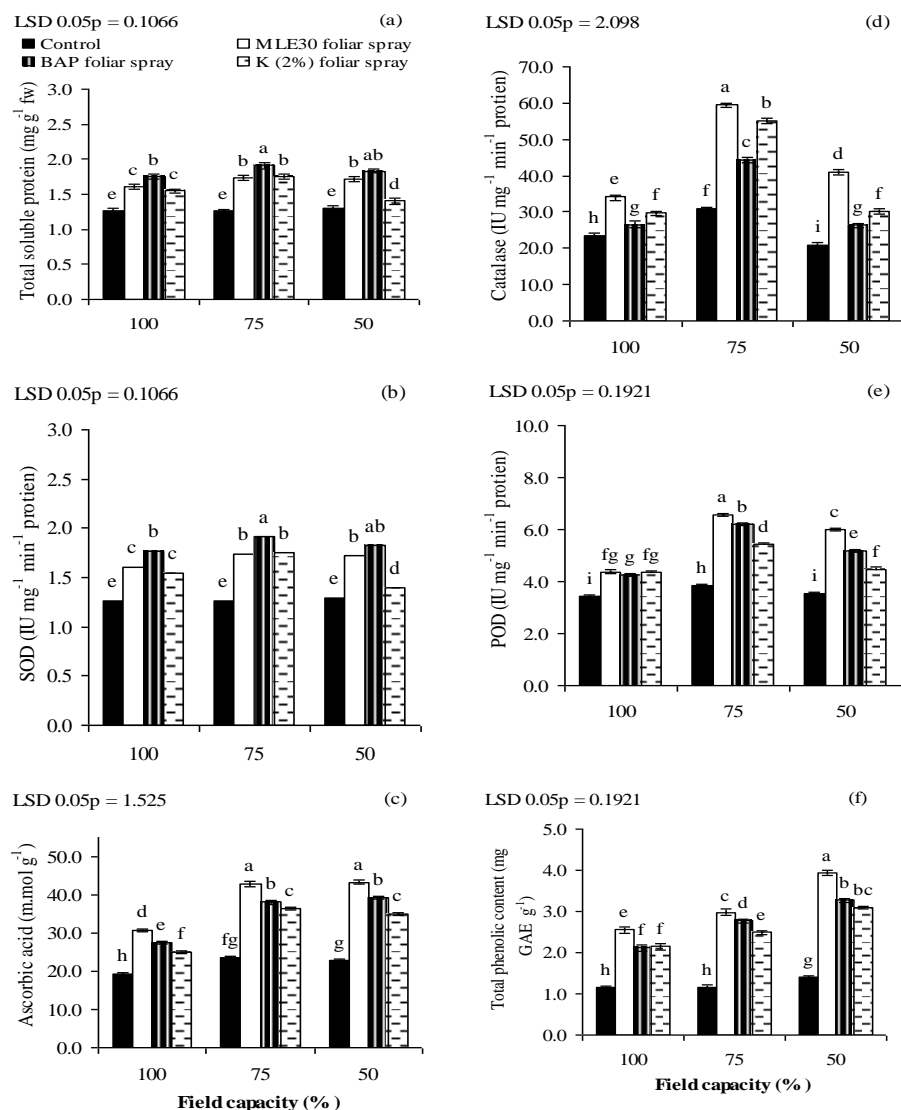 LSD 0.05p = 0.1066 (a)
Control MLE30 foliar spray
BAP foliar spray K (2%) foliar spray
Total soluble protein (mg g-1 fw)
3.0
2.5
2.0
1.5
1.0
0.5
0.0
e c b c
e b a b
e b ab d
100 75 50
LSD 0.05p = 2.098 (d)
Catalase (IU mg-1 min-1 protien)
70.0
60.0
50.0
40.0
30.0
20.0
10.0
0.0
h e g f
f a c b
i d g f
100 75 50
LSD 0.05p = 0.1066 (b)
SOD (IU mg-1 min-1 protien)
3.0
2.5
2.0
1.5
1.0
0.5
0.0
e c b c
e b a b
e b ab d
100 75 50
LSD 0.05p = 0.1921 (e)
POD (IU mg-1 min-1 protien)
10.0
8.0
6.0
4.0
2.0
0.0
i fg g fg
h a b d
i c e f
100 75 50
LSD 0.05p = 1.525 (c)
Ascorbic acid (m.mol g-1)
50.0
40.0
30.0
20.0
10.0
0.0
h d e f
fg a b c
g a b c
100 75 50
Field capacity (%)
LSD 0.05p = 0.1921 (f)
Total phenolic content (mg
GAE g-1)
5.0
4.0
3.0
2.0
1.0
0.0
h e f f
h c d e
g a b bc
100 75 50
Field capacity (%)